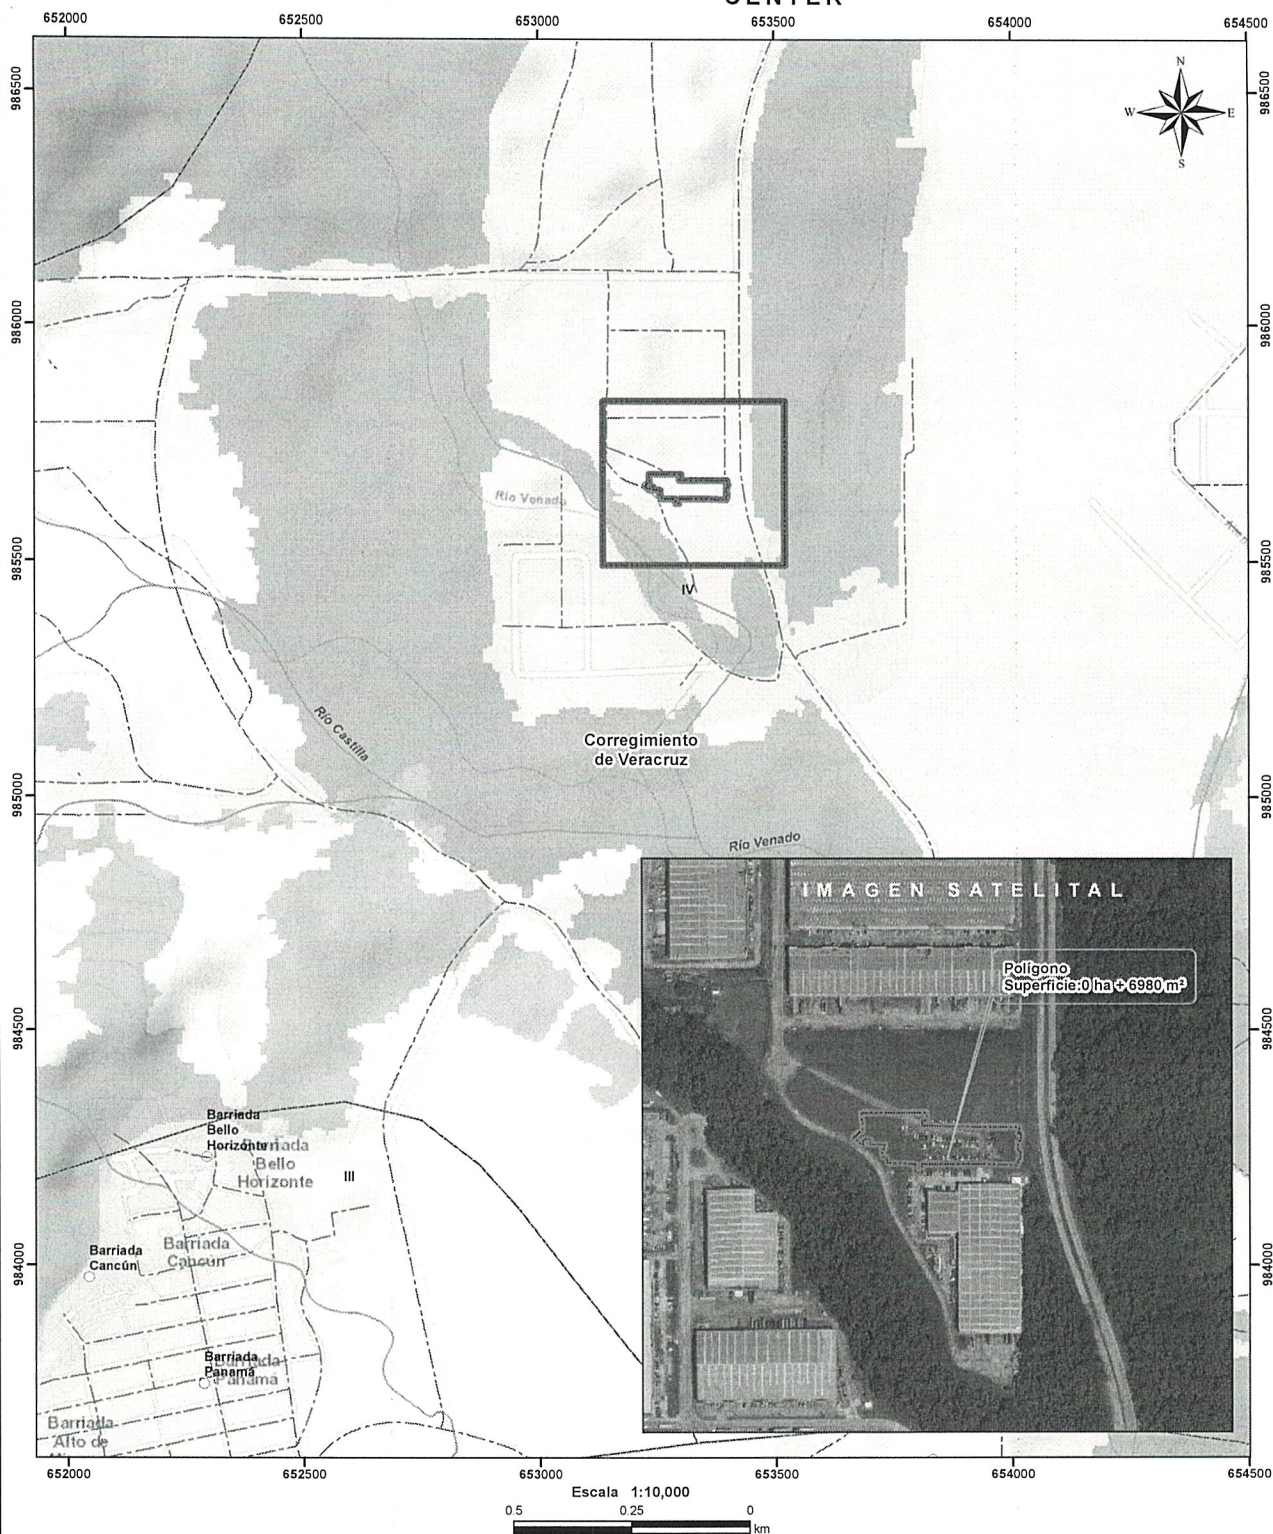 CENTER
652000 652500 653000 653500 654000 654500
986500
986500
N
W E
S
986000
986000
Río Venado
985500
985500
IV
Río Castilla
Corregimiento
de Veracruz
985000
985000
Río Venado
IMAGEN SATELITAL
Polígono
Superficie:0 ha + 6980 m²
984500
984500
Barriada
Bello
Horizonte
Barriada
Bello
Horizonte
III
Barriada
Cancún
Barriada
Cancún
984000
984000
Barriada
Panamá
Barriada
Panamá
Barriada
Alto de
652000 652500 653000 653500 654000 654500
Escala 1:10,000
0.5 0.25 0
km